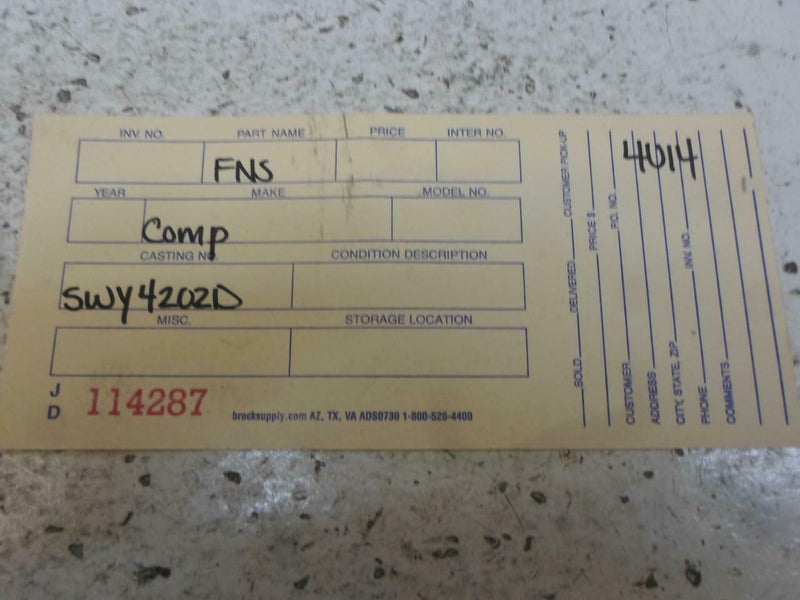 INV. NO. PART NAME PRICE INTER NO.
FNS
YEAR MAKE MODEL NO.
Comp
CASTING NO. CONDITION DESCRIPTION
SWY4202D
MISC. STORAGE LOCATION
J
D
114287
brocksupply.com AZ, TX, VA ADS0730 1-800-528-4400
SOLD DELIVERED CUSTOMER PICK-UP
PRICE $
P.O. NO.
CUSTOMER
ADDRESS
CITY, STATE, ZIP
PHONE INV. NO.
COMMENTS
4014